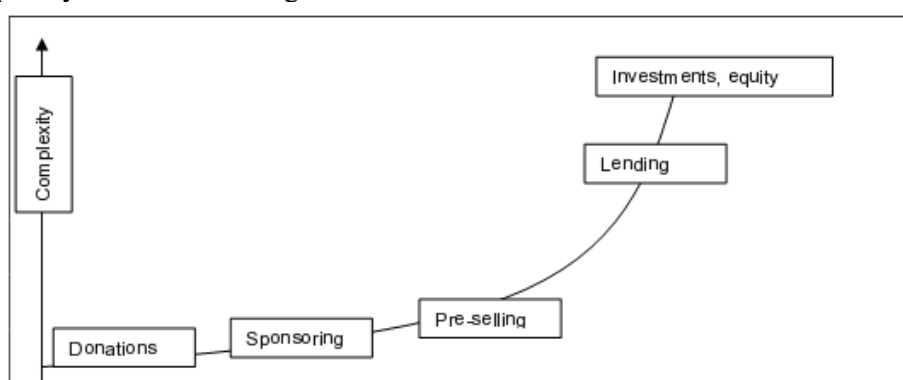 Complexity
Investments, equity
Lending
Pre-selling
Sponsoring
Donations